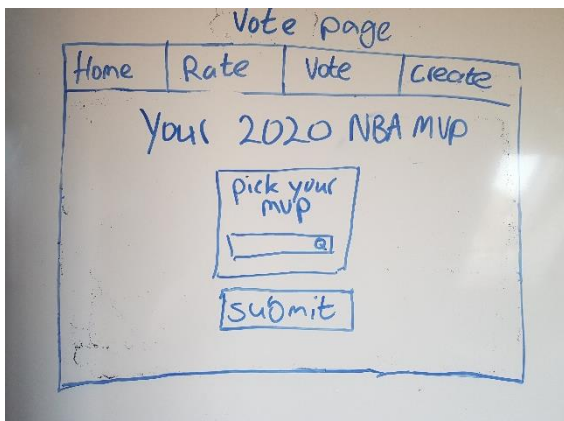 Vote page
Home Rate Vote Create
Your 2020 NBA MVP
pick your
mvp
submit